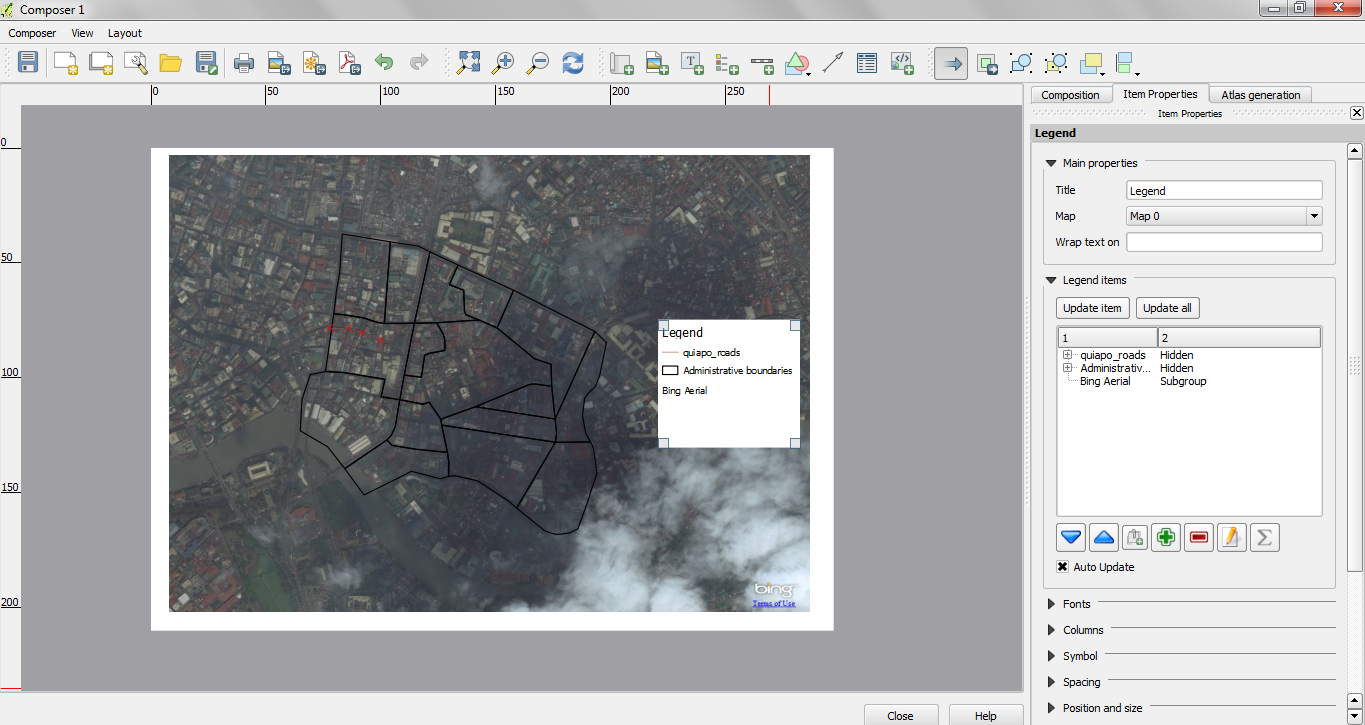 Composer 1
Composer View Layout
0 50 100 150 200 250
Composition Item Properties Atlas generation
Item Properties
Legend
0
50
100
150
200
Legend
quiapo_roads
Administrative boundaries
Bing Aerial
bing
Terms of Use
Main properties
Title Legend
Map Map 0
Wrap text on
Legend items
Update item Update all
1 2
quiapo_roads Hidden
Administrativ... Hidden
Bing Aerial Subgroup
Auto Update
Fonts
Columns
Symbol
Spacing
Position and size
Close Help